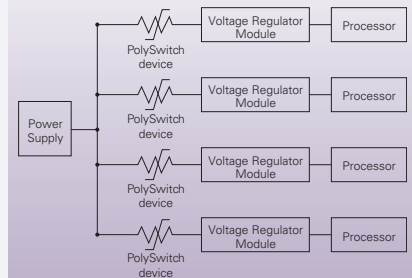 Voltage Regulator
Module
Processor
PolySwitch
device
Voltage Regulator
Module
Processor
PolySwitch
device
Power
Supply
Voltage Regulator
Module
Processor
PolySwitch
device
Voltage Regulator
Module
Processor
PolySwitch
device